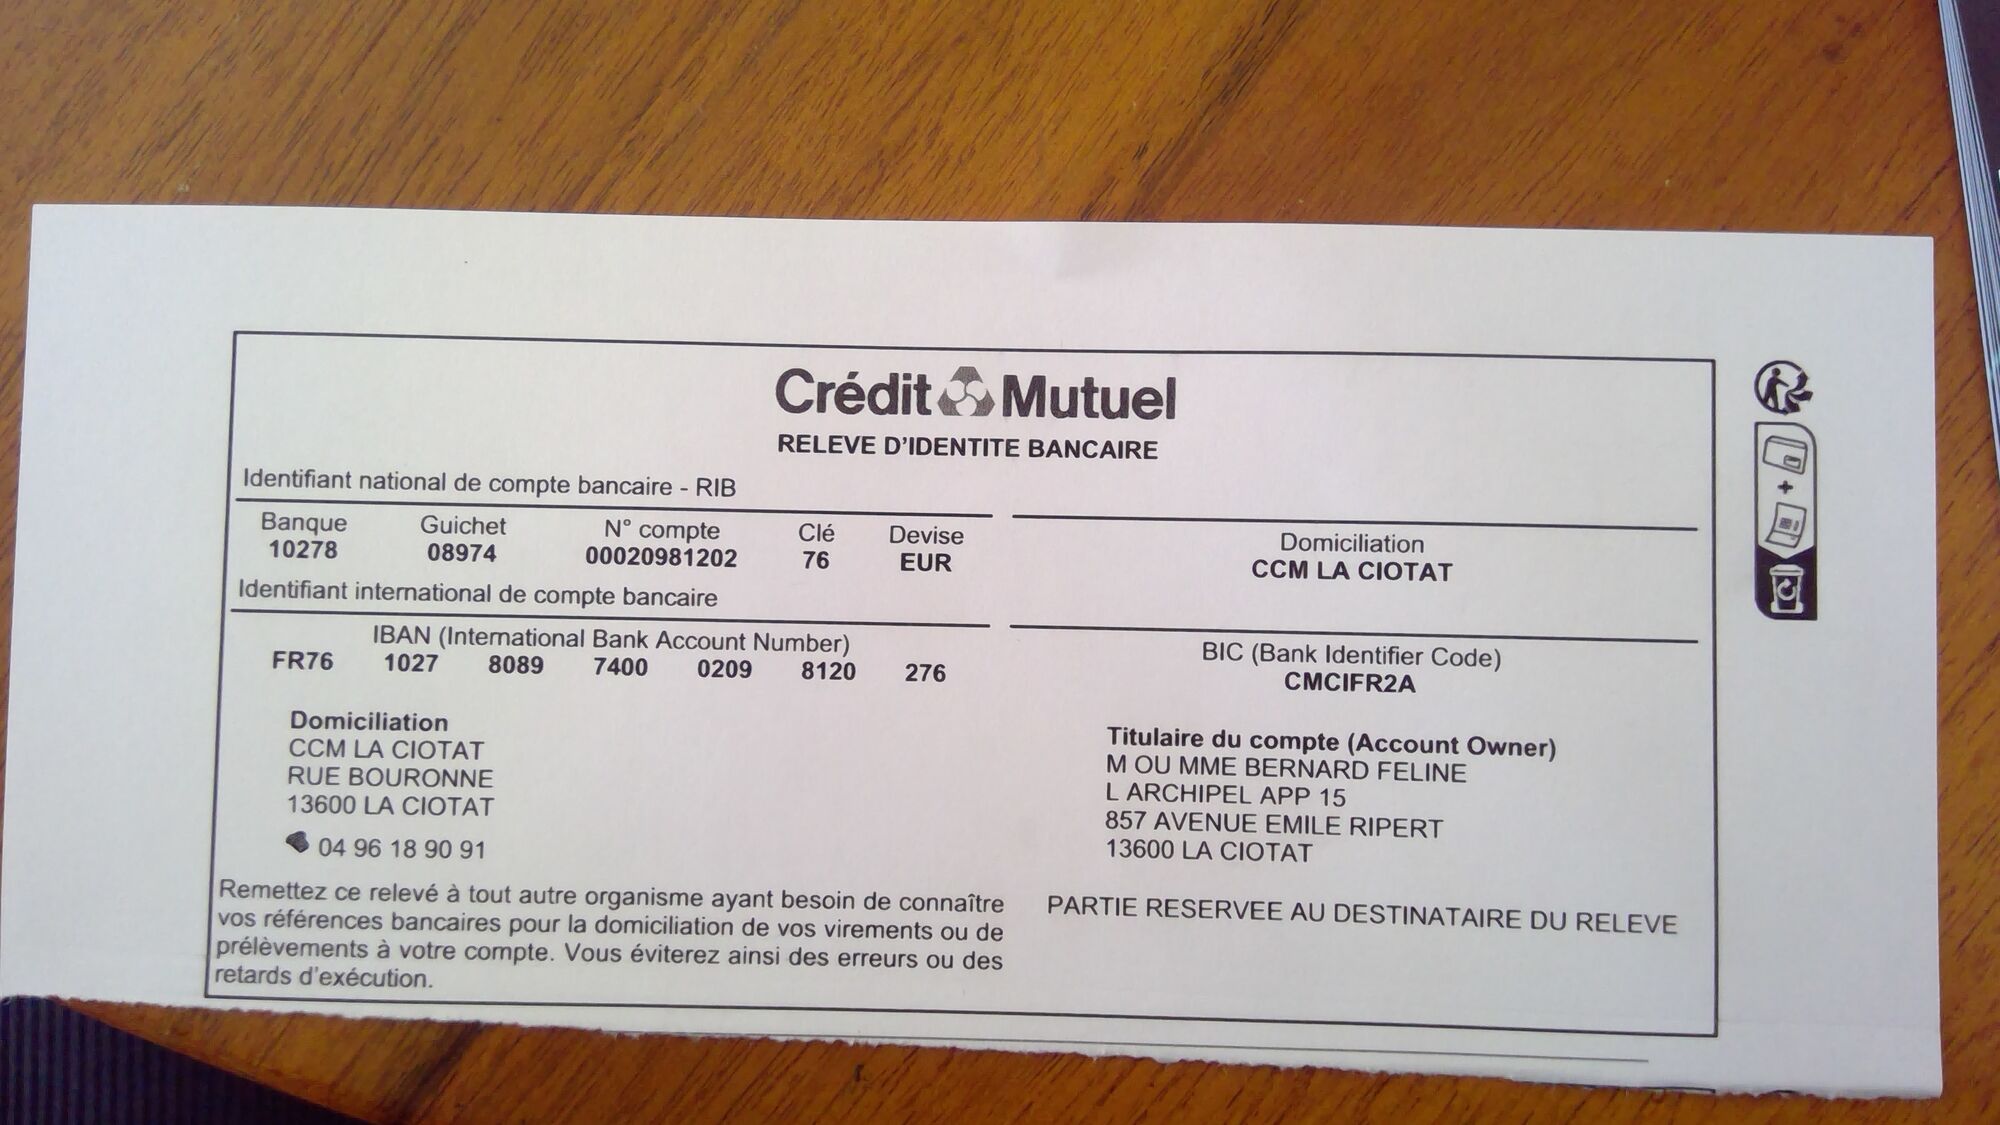 Crédit Mutuel
RELEVE D'IDENTITE BANCAIRE
Identifiant national de compte bancaire - RIB
Banque Guichet N° compte Clé Devise
10278 08974 00020981202 76 EUR
Domiciliation
CCM LA CIOTAT
Identifiant international de compte bancaire
IBAN (International Bank Account Number)
FR76 1027 8089 7400 0209 8120 276
BIC (Bank Identifier Code)
CMCIFR2A
Domiciliation
CCM LA CIOTAT
RUE BOURONNE
13600 LA CIOTAT
04 96 18 90 91
Titulaire du compte (Account Owner)
M OU MME BERNARD FELINE
L ARCHIPEL APP 15
857 AVENUE EMILE RIPERT
13600 LA CIOTAT
Remettez ce relevé à tout autre organisme ayant besoin de connaître
vos références bancaires pour la domiciliation de vos virements ou de
prélèvements à votre compte. Vous éviterez ainsi des erreurs ou des
retards d'exécution.
PARTIE RESERVEE AU DESTINATAIRE DU RELEVE